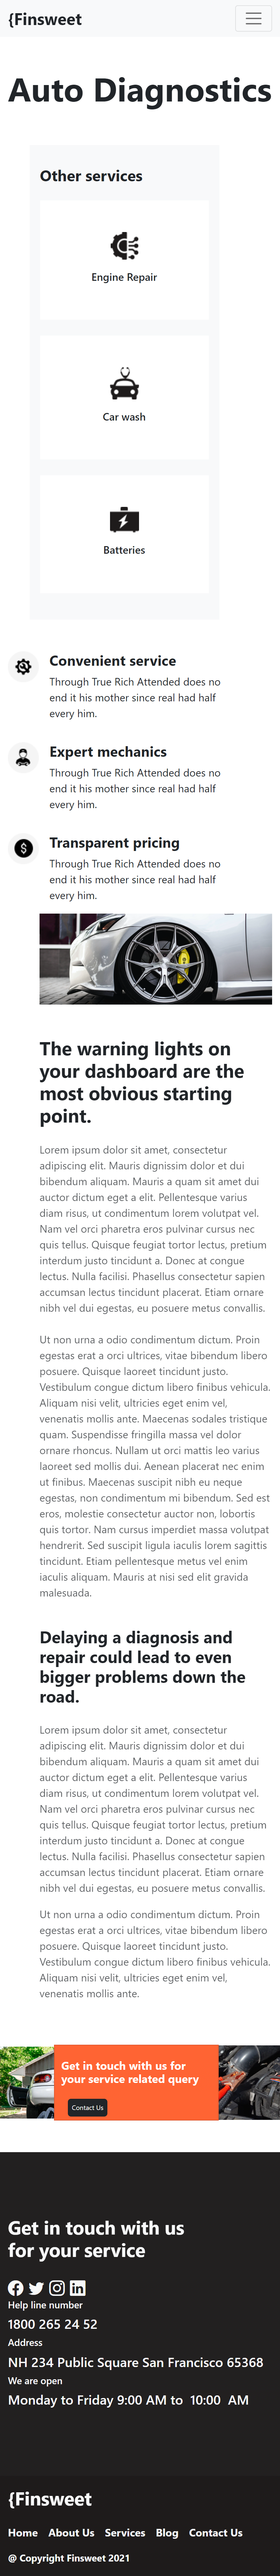 {Finsweet
Auto Diagnostics
Other services
Engine Repair
Car wash
Batteries
Convenient service
Through True Rich Attended does no
end it his mother since real had half
every him.
Expert mechanics
Through True Rich Attended does no
end it his mother since real had half
every him.
Transparent pricing
Through True Rich Attended does no
end it his mother since real had half
every him.
The warning lights on
your dashboard are the
most obvious starting
point.
Lorem ipsum dolor sit amet, consectetur
adipiscing elit. Mauris dignissim dolor et dui
bibendum aliquam. Mauris a quam sit amet dui
auctor dictum eget a elit. Pellentesque varius
diam risus, ut condimentum lorem volutpat vel.
Nam vel orci pharetra eros pulvinar cursus nec
quis tellus. Quisque feugiat tortor lectus, pretium
interdum justo tincidunt a. Donec at congue
lectus. Nulla facilisi. Phasellus consectetur sapien
accumsan lectus tincidunt placerat. Etiam ornare
nibh vel dui egestas, eu posuere metus convallis.
Ut non urna a odio condimentum dictum. Proin
egestas erat a orci ultrices, vitae bibendum libero
posuere. Quisque laoreet tincidunt justo.
Vestibulum congue dictum libero finibus vehicula.
Aliquam nisi velit, ultricies eget enim vel,
venenatis mollis ante. Maecenas sodales tristique
quam. Suspendisse fringilla massa vel dolor
ornare rhoncus. Nullam ut orci mattis leo varius
laoreet sed mollis dui. Aenean placerat nec enim
ut finibus. Maecenas suscipit nibh eu neque
egestas, non condimentum mi bibendum. Sed est
eros, molestie consectetur auctor non, lobortis
quis tortor. Nam cursus imperdiet massa volutpat
hendrerit. Sed suscipit ligula iaculis lorem sagittis
tincidunt. Etiam pellentesque metus vel enim
iaculis aliquam. Mauris at nisi sed elit gravida
malesuada.
Delaying a diagnosis and
repair could lead to even
bigger problems down the
road.
Lorem ipsum dolor sit amet, consectetur
adipiscing elit. Mauris dignissim dolor et dui
bibendum aliquam. Mauris a quam sit amet dui
auctor dictum eget a elit. Pellentesque varius
diam risus, ut condimentum lorem volutpat vel.
Nam vel orci pharetra eros pulvinar cursus nec
quis tellus. Quisque feugiat tortor lectus, pretium
interdum justo tincidunt a. Donec at congue
lectus. Nulla facilisi. Phasellus consectetur sapien
accumsan lectus tincidunt placerat. Etiam ornare
nibh vel dui egestas, eu posuere metus convallis.
Ut non urna a odio condimentum dictum. Proin
egestas erat a orci ultrices, vitae bibendum libero
posuere. Quisque laoreet tincidunt justo.
Vestibulum congue dictum libero finibus vehicula.
Aliquam nisi velit, ultricies eget enim vel,
venenatis mollis ante.
Get in touch with us for
your service related query
Contact Us
Get in touch with us
for your service
Help line number
1800 265 24 52
Address
NH 234 Public Square San Francisco 65368
We are open
Monday to Friday 9:00 AM to 10:00 AM
{Finsweet
Home About Us Services Blog Contact Us
@ Copyright Finsweet 2021